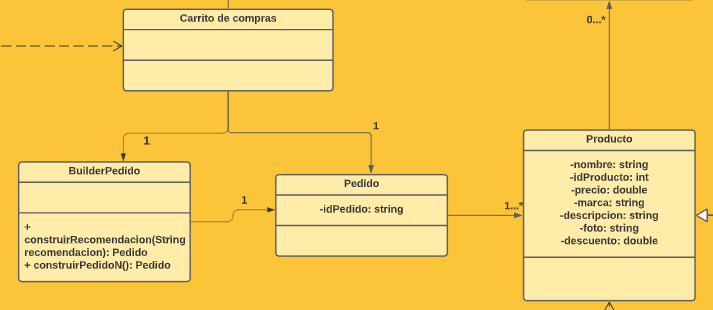 Carrito de compras
0...*
1
1
BuilderPedido
+
construirRecomendacion(String
recomendacion): Pedido
+ construirPedidoN(): Pedido
1
Pedido
-idPedido: string
1...*
Producto
-nombre: string
-idProducto: int
-precio: double
-marca: string
-descripcion: string
-foto: string
-descuento: double